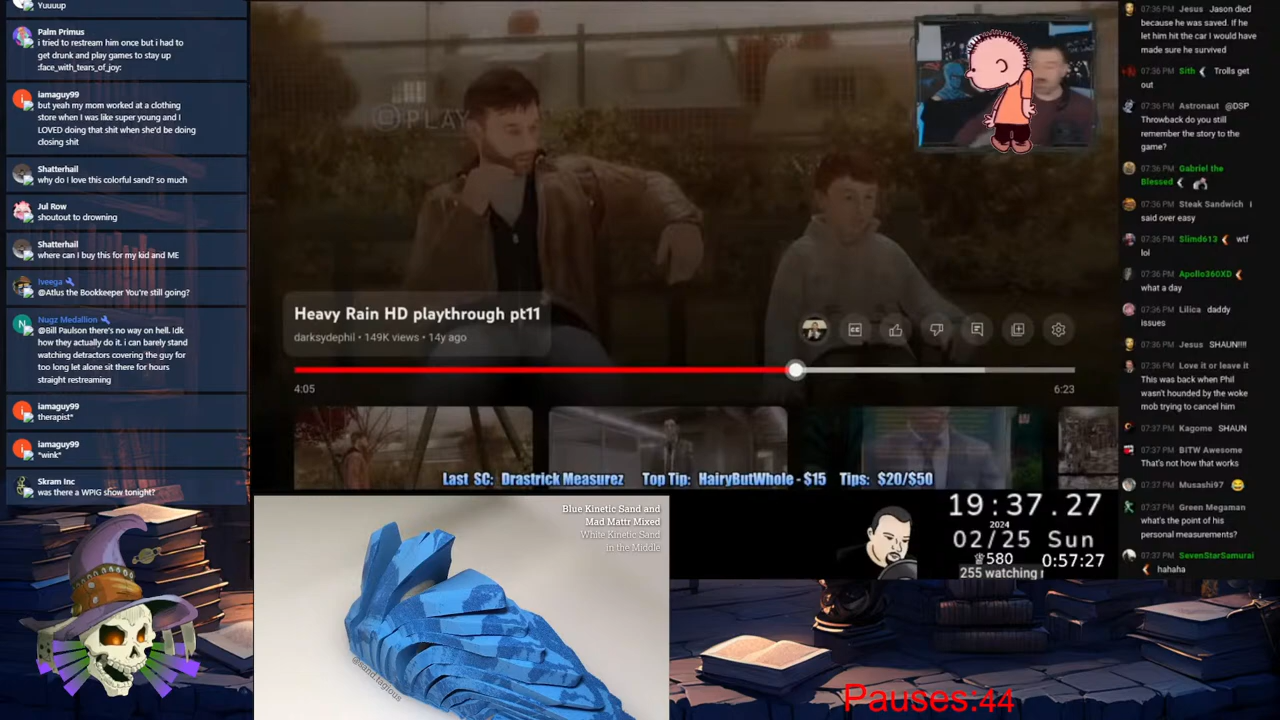 Yuuuup
Palm Primus
i tried to restream him once but i had to
get drunk and play games to stay up
:face_with_tears_of_joy:
iamaguy99
but yeah my mom worked at a clothing
store when I was like super young and I
LOVED doing that shit when she'd be doing
closing shit
Shatterhail
why do I love this colorful sand? so much
Jul Row
shoutout to drowning
Shatterhail
where can I buy this for my kid and ME
Iveega
@Atlus the Bookkeeper You're still going?
Nugz Medallion
@Bill Paulson there's no way on hell. Idk
how they actually do it. i can barely stand
watching detractors covering the guy for
too long let alone sit there for hours
straight restreaming
iamaguy99
therapist*
iamaguy99
*wink*
Skram Inc
was there a WPIG show tonight?
PLAY
Heavy Rain HD playthrough pt11
darksydephil • 149K views • 14y ago
CC
4:05
6:23
Last SC: Drastrick Measurez Top Tip: HairyButWhole - $15 Tips: $20/$50
Blue Kinetic Sand and
Mad Mattr Mixed
White Kinetic Sand
in the Middle
@sand.tagious
19:37.27
2024
02/25 Sun
580
0:57:27
255 watching
Pauses:44
Jesus Jason died
because he was saved. If he
let him hit the car I would have
made sure he survived
07:36 PM Sith Trolls get
out
07:36 PM Astronaut @DSP
Throwback do you still
remember the story to the
game?
07:36 PM Gabriel the
Blessed
07:36 PM Steak Sandwich i
said over easy
07:36 PM Slimd613 wtf
lol
07:36 PM Apollo360XD
what a day
07:36 PM Lilica daddy
issues
07:36 PM Jesus SHAUN!!!!
07:36 PM Love it or leave it
This was back when Phil
wasn't hounded by the woke
mob trying to cancel him
07:37 PM Kagome SHAUN
07:37 PM BITW Awesome
That's not how that works
07:37 PM Musashi97
07:37 PM Green Megaman
what's the point of his
personal measurements?
07:37 PM SevenStarSamurai
hahaha